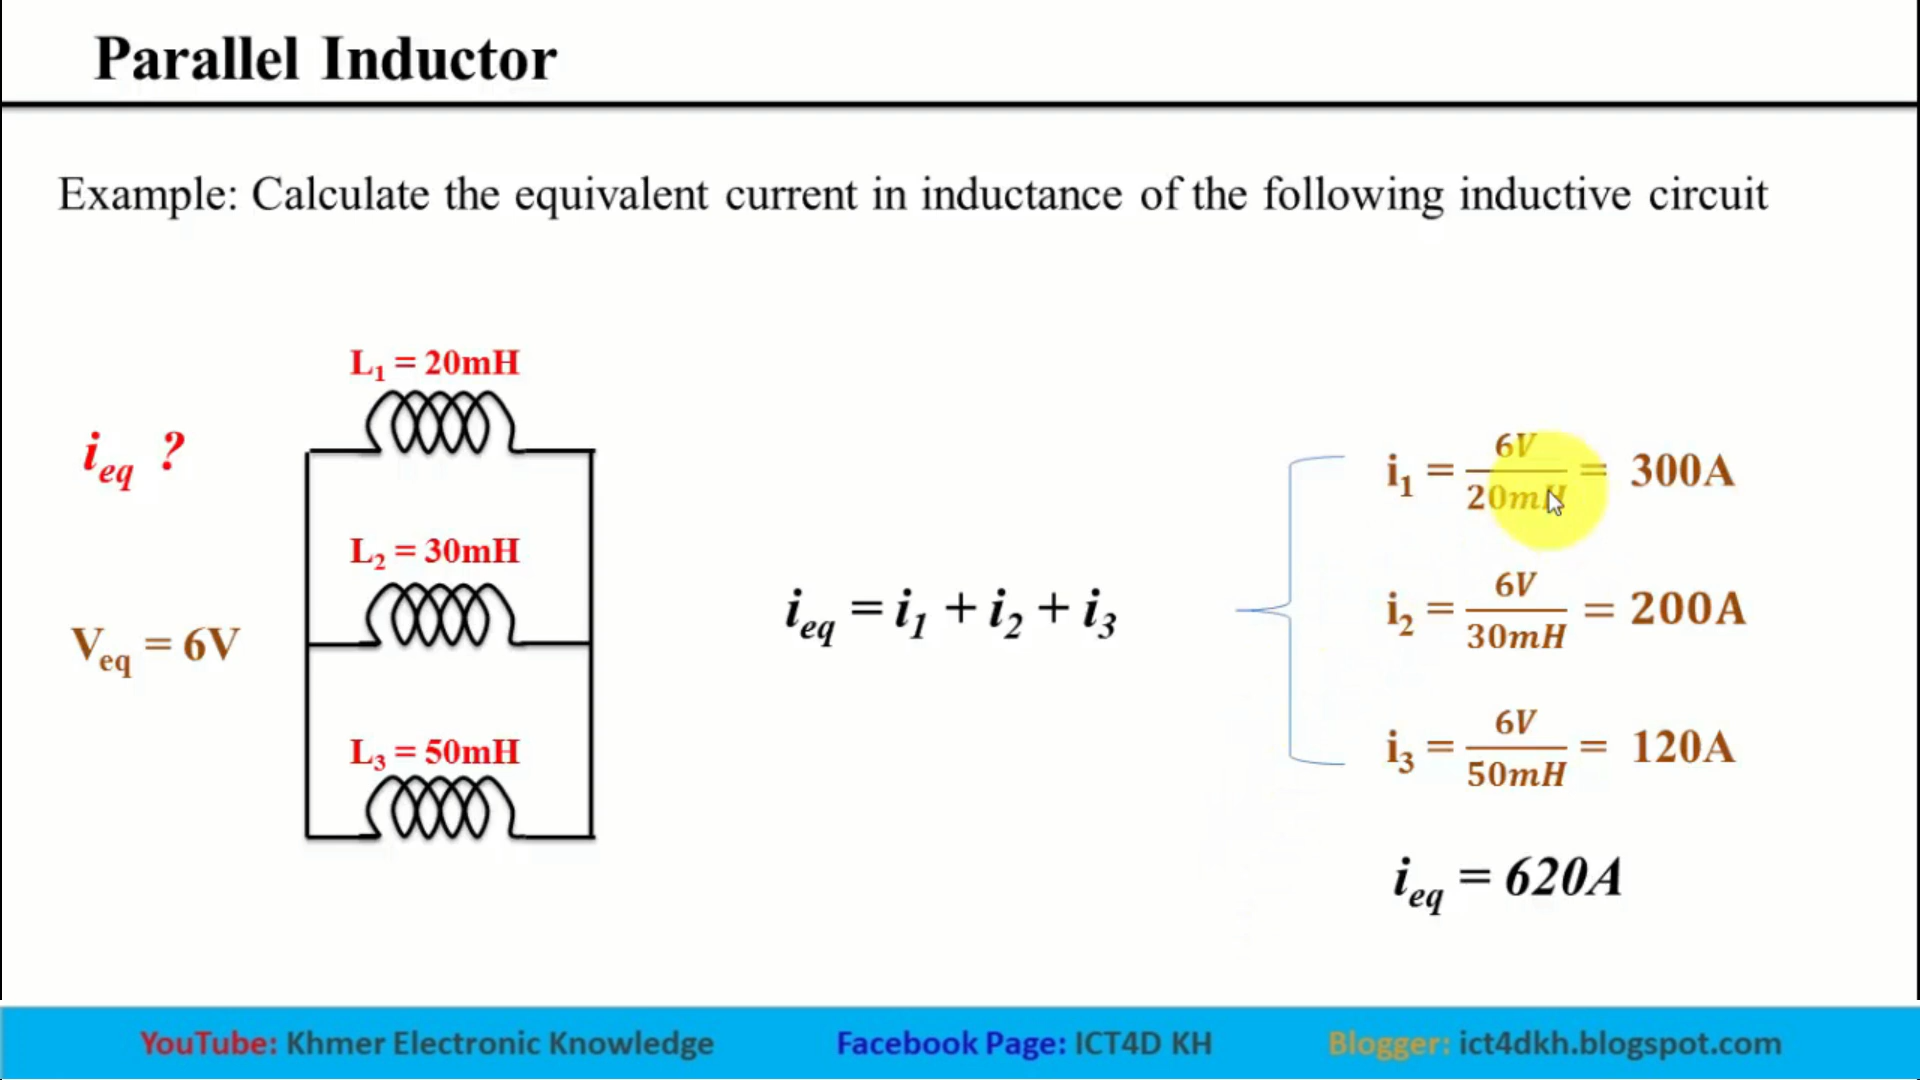 Parallel Inductor
Example: Calculate the equivalent current in inductance of the following inductive circuit
L₁ = 20mH
i_eq ?
L₂ = 30mH
V_eq = 6V
L₃ = 50mH
i_eq = i₁ + i₂ + i₃
i₁ = 6V/20mH = 300A
i₂ = 6V/30mH = 200A
i₃ = 6V/50mH = 120A
i_eq = 620A
YouTube: Khmer Electronic Knowledge Facebook Page: ICT4D KH Blogger: ict4dkh.blogspot.com